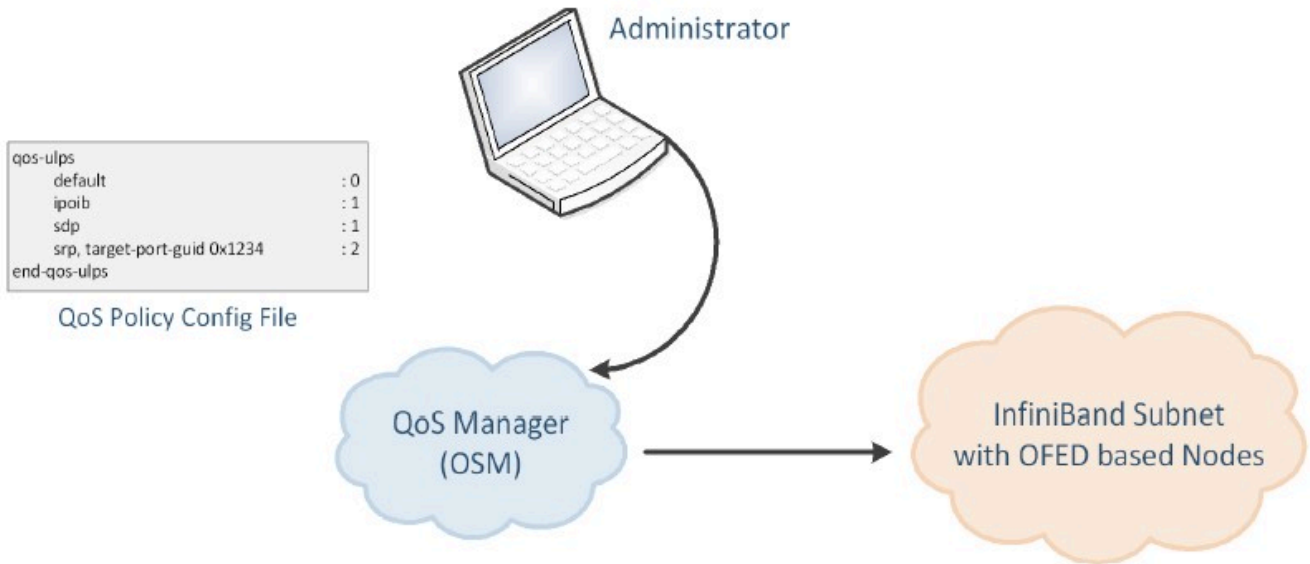 Administrator
qos-ulps
default : 0
ipoib : 1
sdp : 1
srp, target-port-guid 0x1234 : 2
end-qos-ulps
QoS Policy Config File
QoS Manager
(OSM)
InfiniBand Subnet
with OFED based Nodes